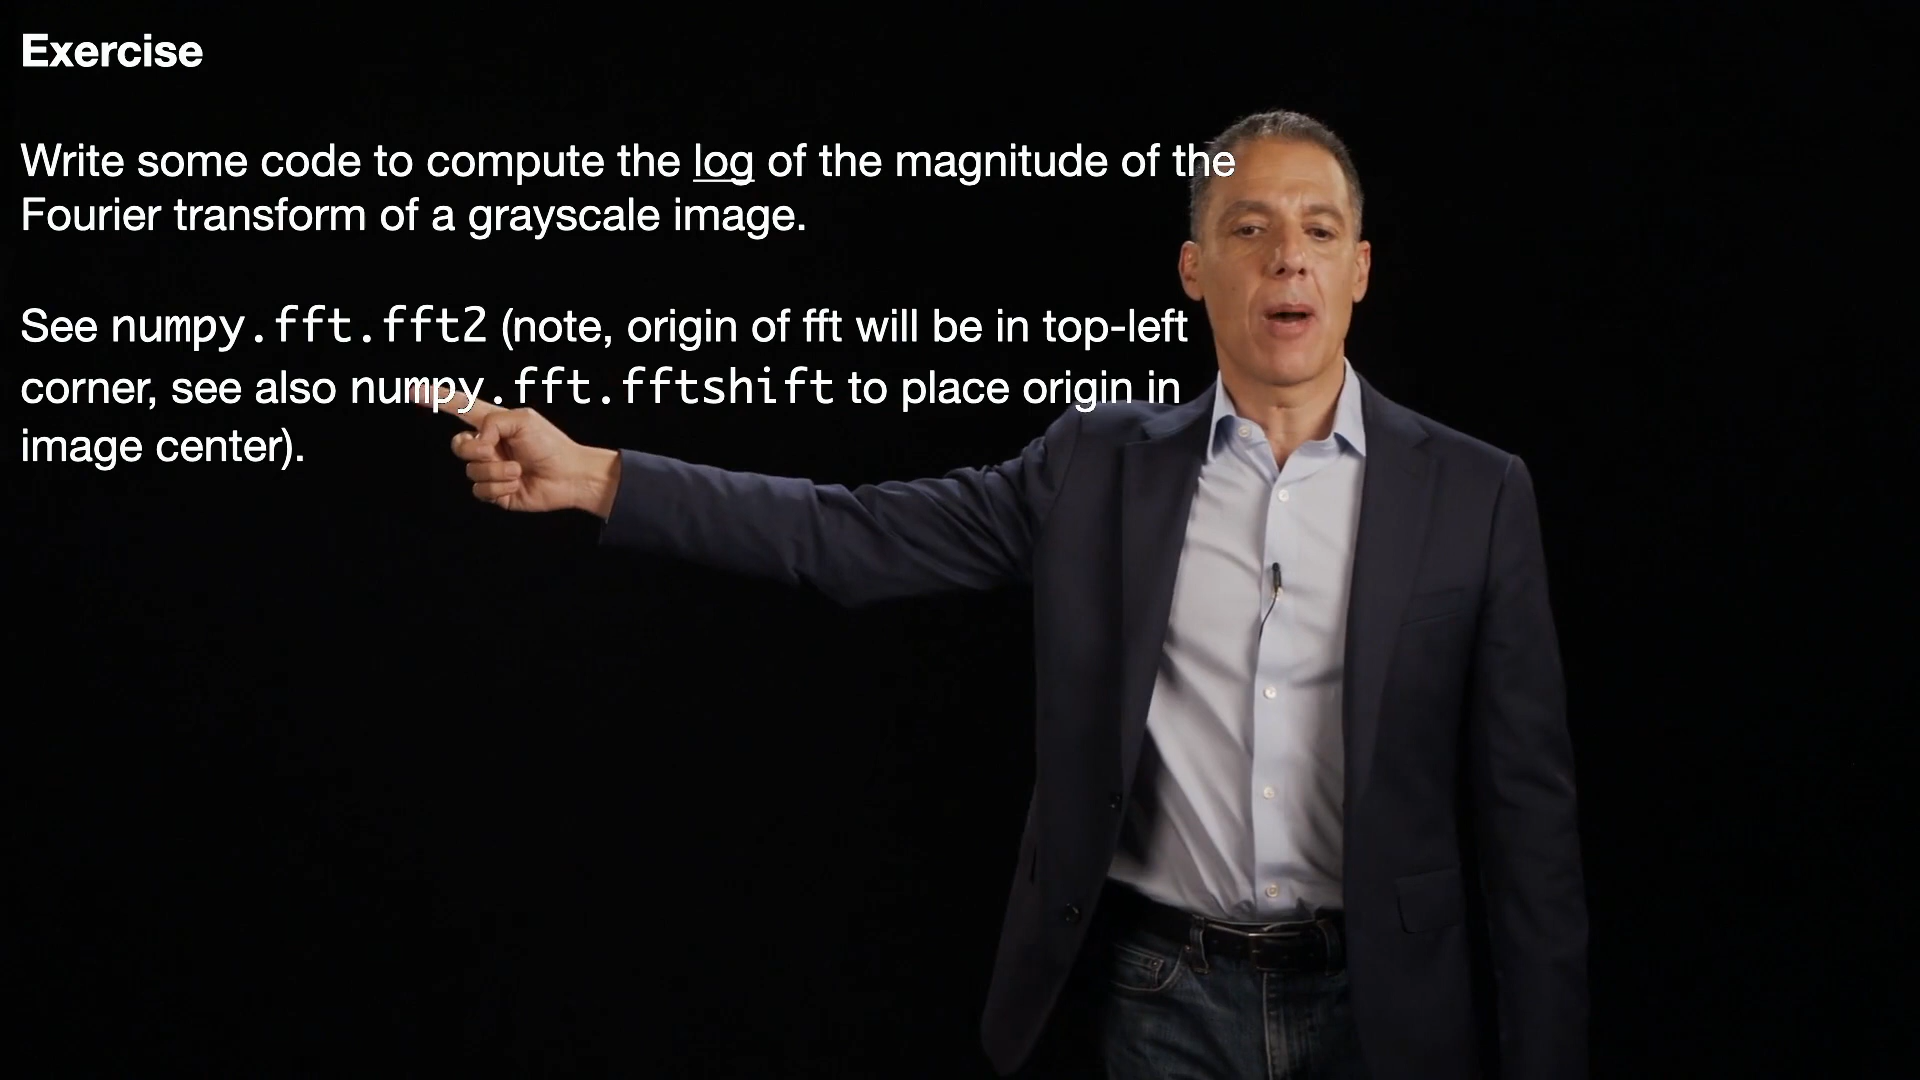 Exercise
Write some code to compute the log of the magnitude of the
Fourier transform of a grayscale image.
See numpy.fft.fft2 (note, origin of fft will be in top-left
corner, see also numpy.fft.fftshift to place origin in
image center).